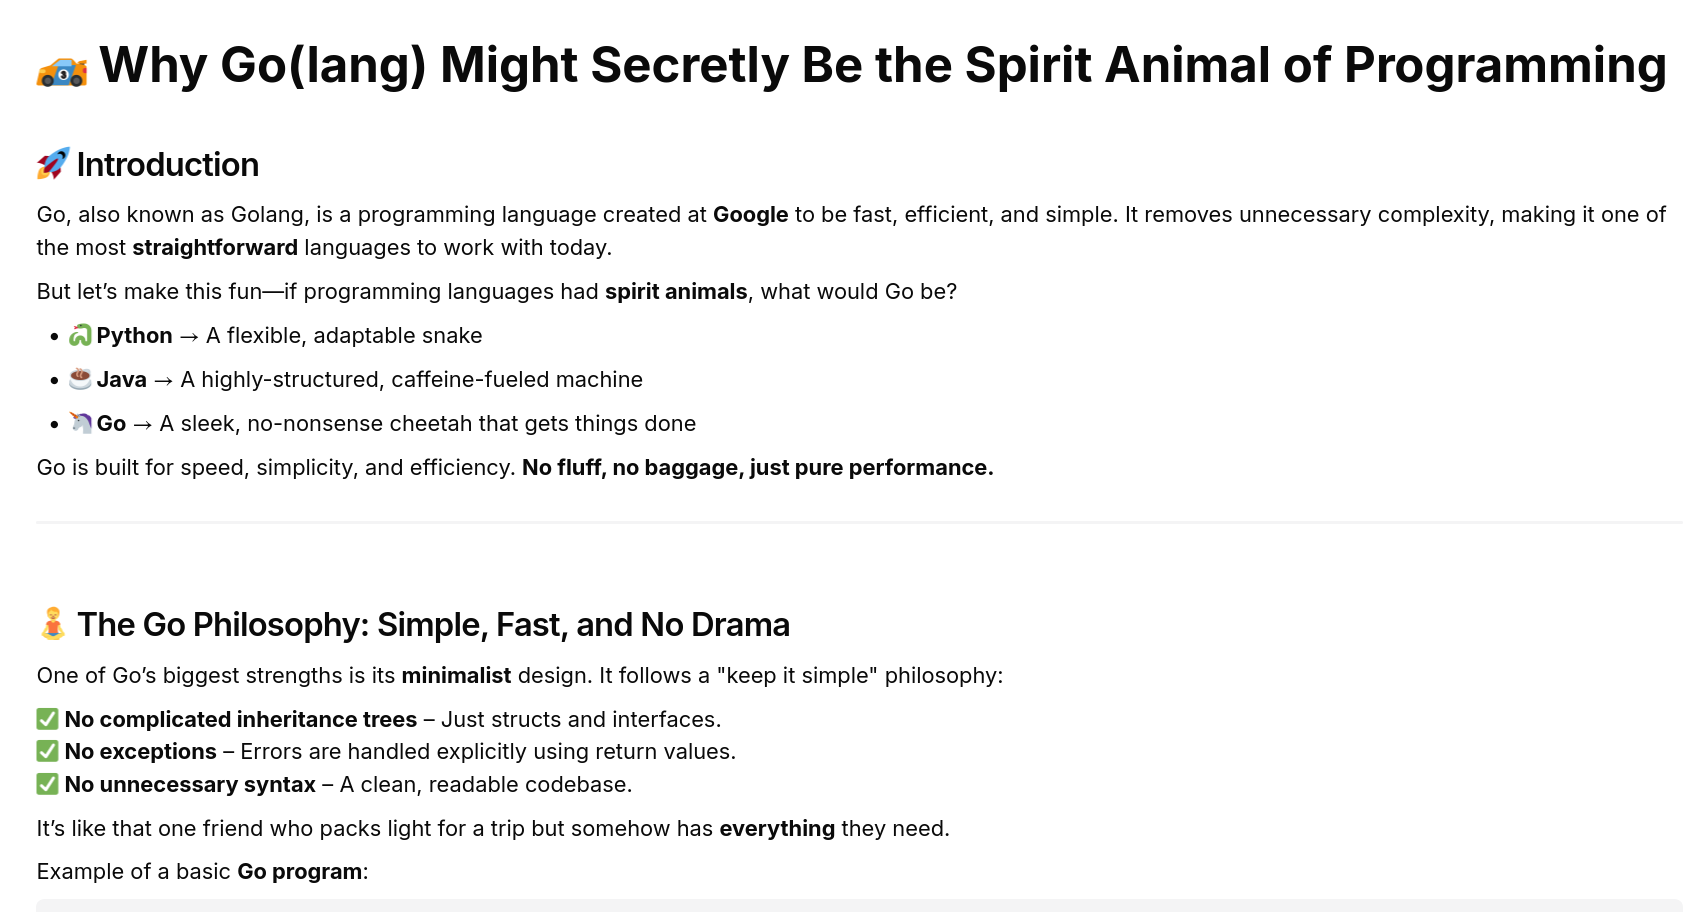 🏎️ Why Go(lang) Might Secretly Be the Spirit Animal of Programming
🚀 Introduction
Go, also known as Golang, is a programming language created at Google to be fast, efficient, and simple. It removes unnecessary complexity, making it one of
the most straightforward languages to work with today.
But let’s make this fun—if programming languages had spirit animals, what would Go be?
• 🐍 Python → A flexible, adaptable snake
• ☕ Java → A highly-structured, caffeine-fueled machine
• 🦄 Go → A sleek, no-nonsense cheetah that gets things done
Go is built for speed, simplicity, and efficiency. No fluff, no baggage, just pure performance.
🧘 The Go Philosophy: Simple, Fast, and No Drama
One of Go’s biggest strengths is its minimalist design. It follows a "keep it simple" philosophy:
✅ No complicated inheritance trees – Just structs and interfaces.
✅ No exceptions – Errors are handled explicitly using return values.
✅ No unnecessary syntax – A clean, readable codebase.
It’s like that one friend who packs light for a trip but somehow has everything they need.
Example of a basic Go program: